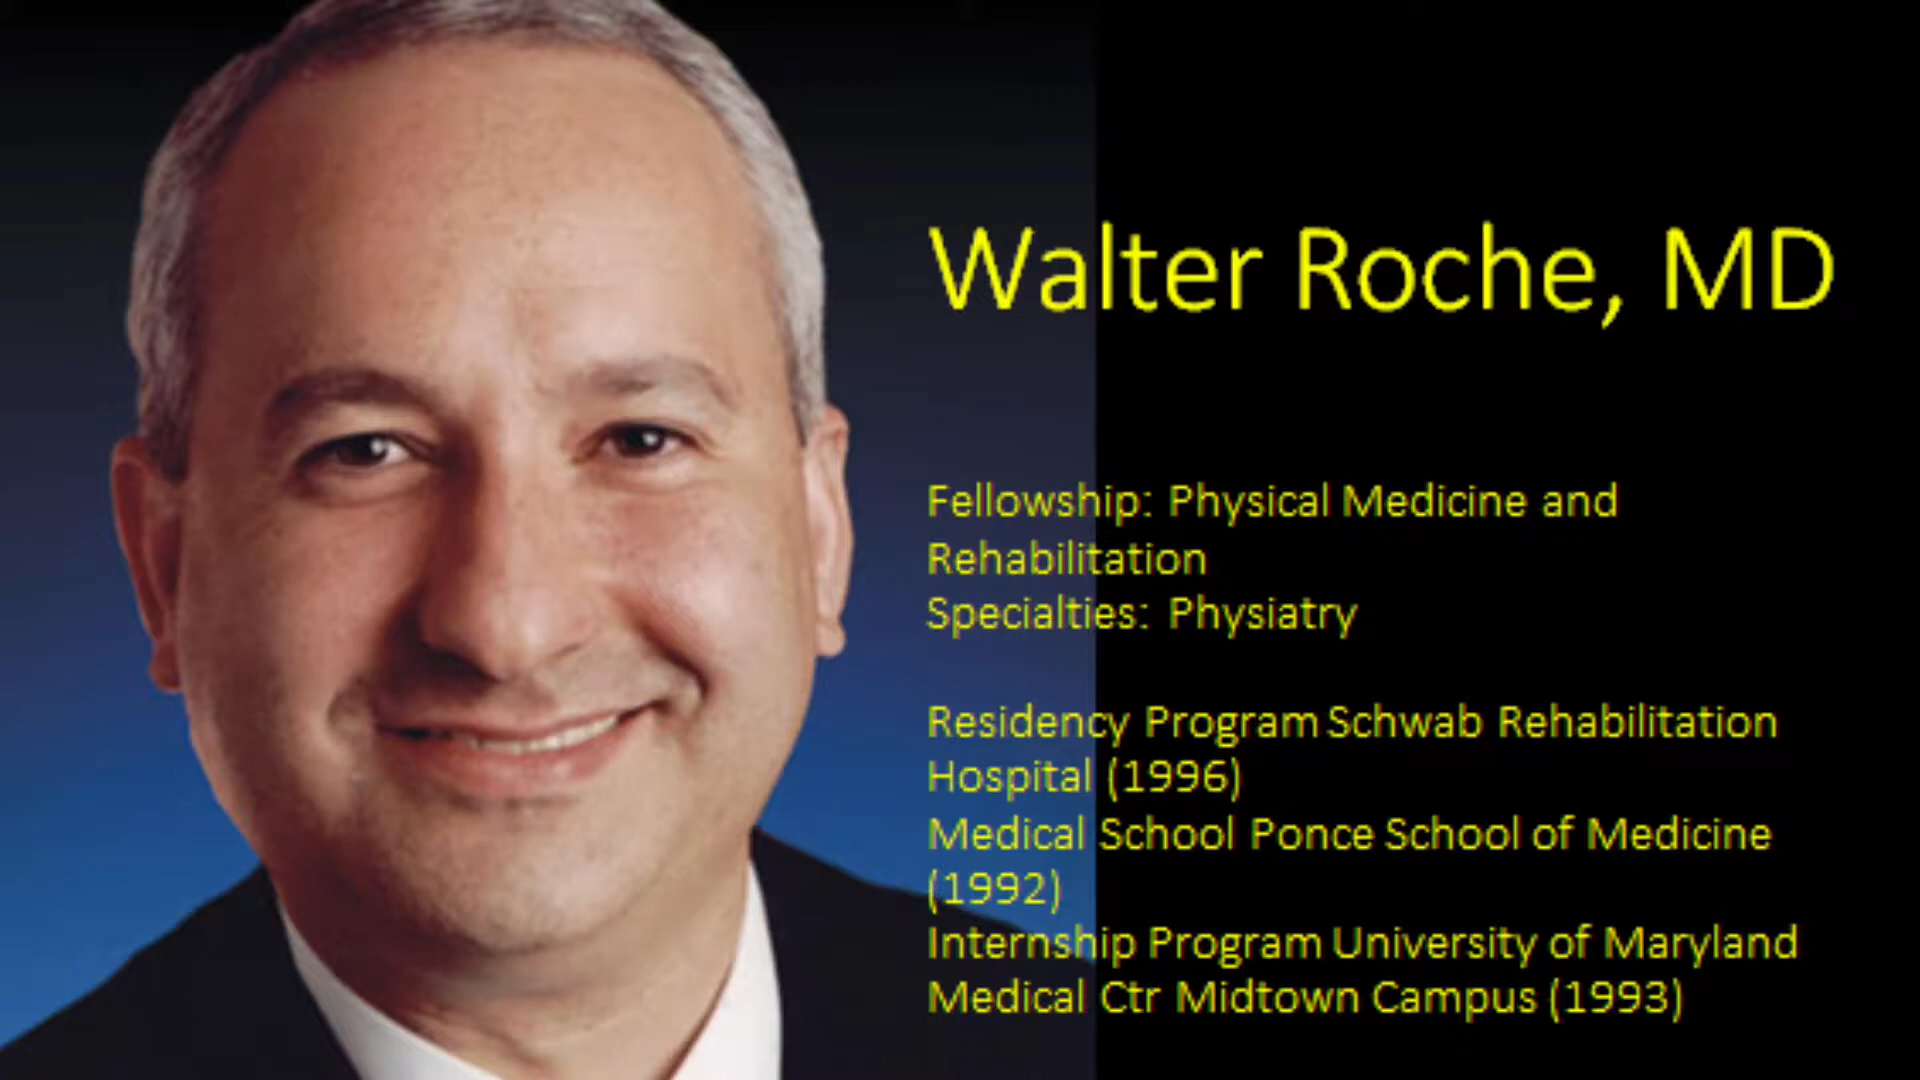 Walter Roche, MD
Fellowship: Physical Medicine and
Rehabilitation
Specialties: Physiatry
Residency Program Schwab Rehabilitation
Hospital (1996)
Medical School Ponce School of Medicine
(1992)
Internship Program University of Maryland
Medical Ctr Midtown Campus (1993)